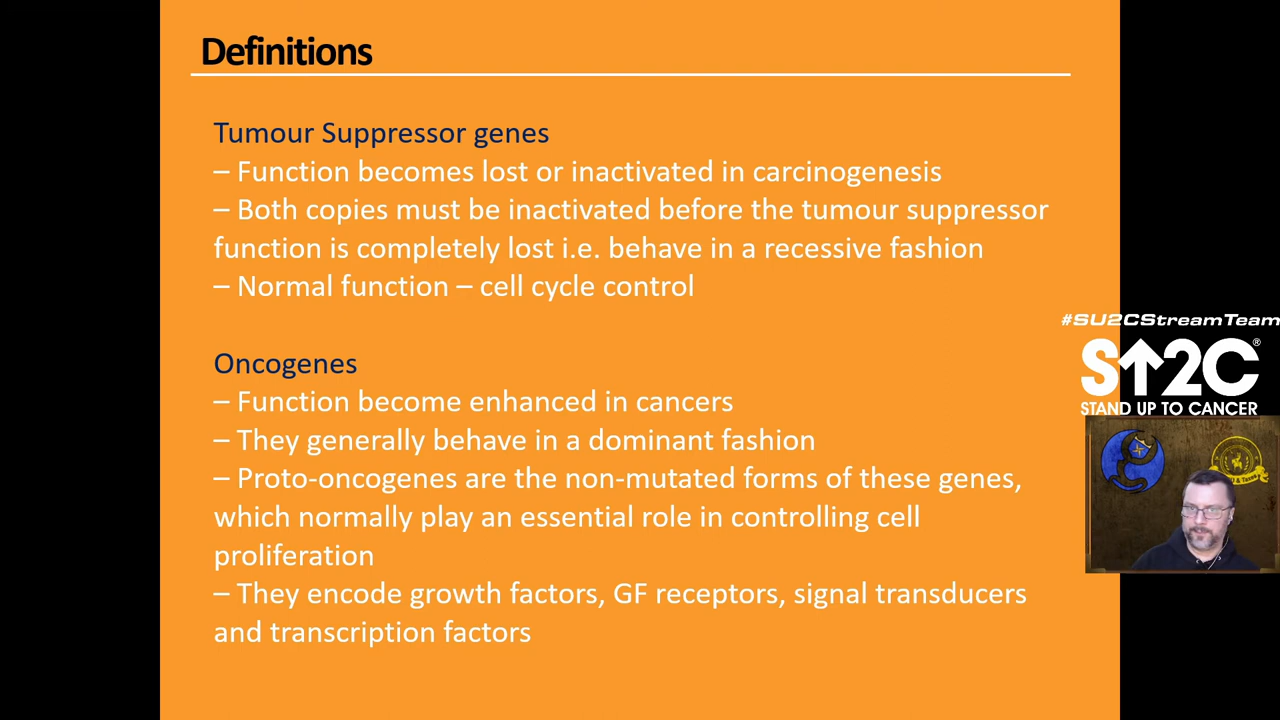 Definitions
Tumour Suppressor genes
– Function becomes lost or inactivated in carcinogenesis
– Both copies must be inactivated before the tumour suppressor
function is completely lost i.e. behave in a recessive fashion
– Normal function – cell cycle control
Oncogenes
– Function become enhanced in cancers
– They generally behave in a dominant fashion
– Proto-oncogenes are the non-mutated forms of these genes,
which normally play an essential role in controlling cell
proliferation
– They encode growth factors, GF receptors, signal transducers
and transcription factors
#SU2CStreamTeam
S↑2C®
STAND UP TO CANCER